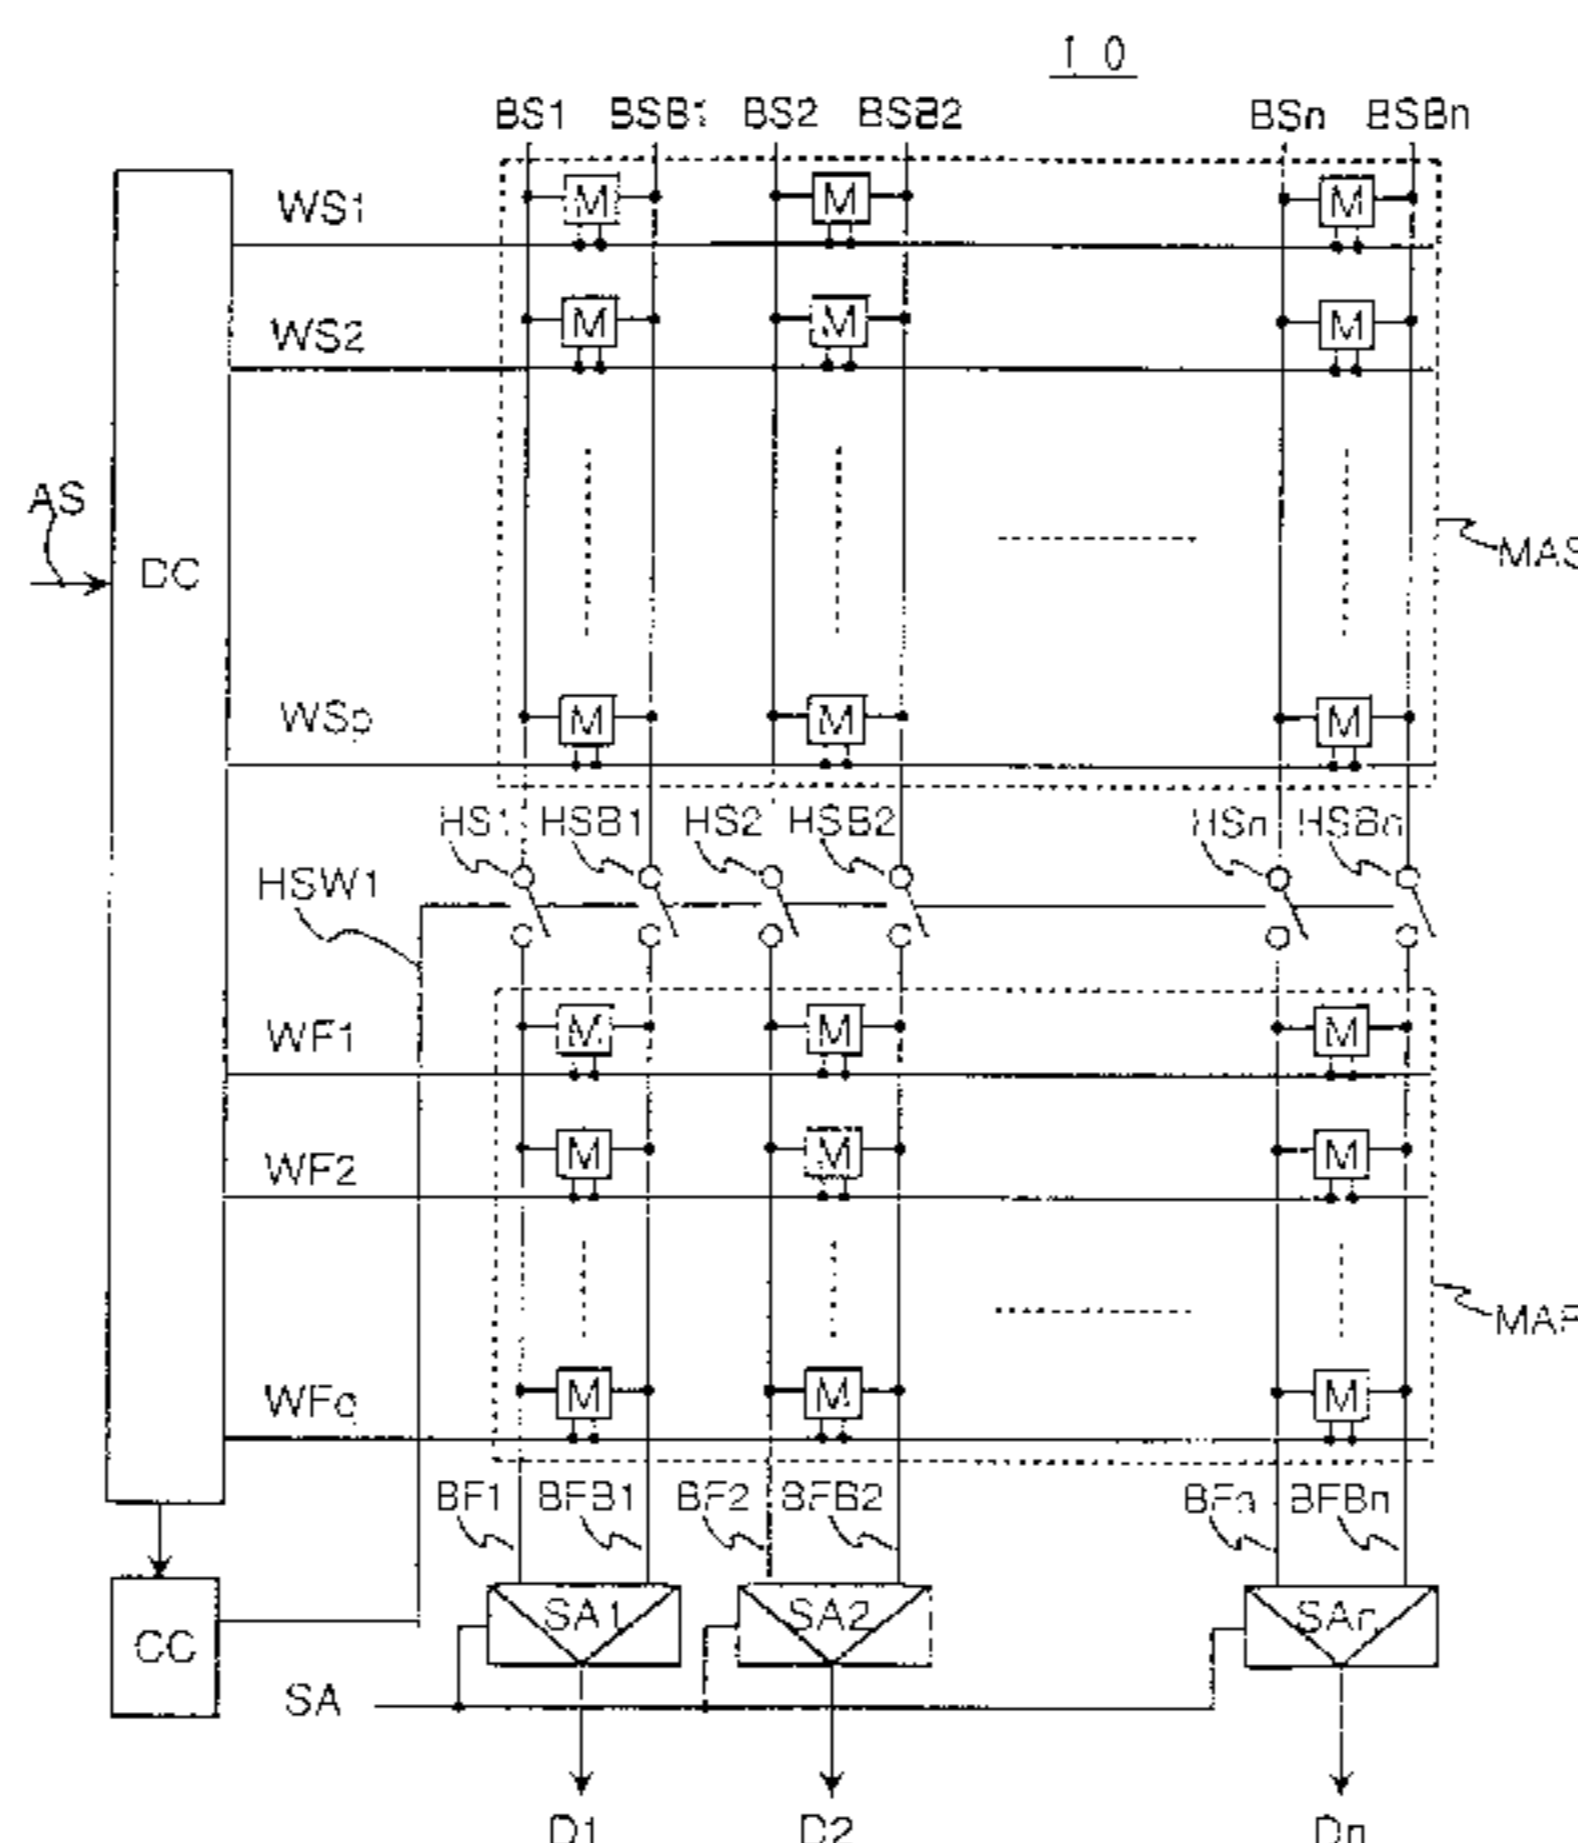 10
BS1 BSB1 BS2 BSB2 BSn BSBn
WS1 M M M
WS2 M M M
AS
DC
MAS
WSp M M M
HS1 HSB1 HS2 HSB2 HSn HSBn
HSW1
WF1 M M M
WF2 M M M
MAF
WFq M M M
BF1 BFB1 BF2 BFB2 BFn BFBn
SA1 SA2 SAn
CC
SA
D1 D2 Dn